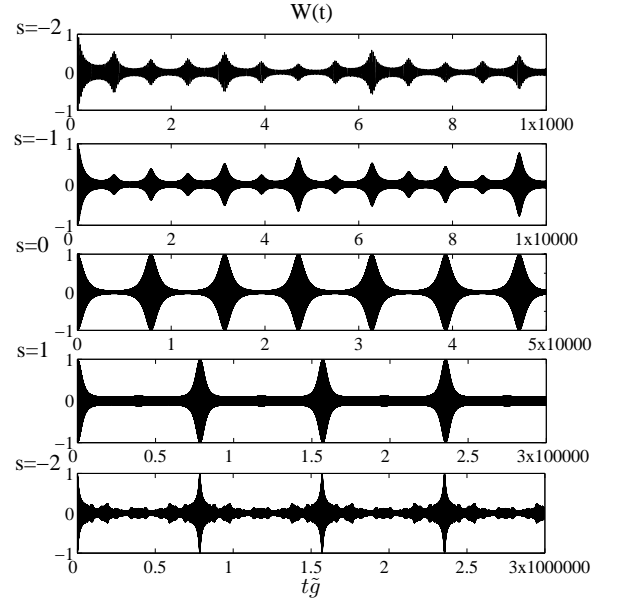 W(t)
s=−2
1
0
−1
0 2 4 6 8 1x1000
s=−1
1
0
−1
0 2 4 6 8 1x10000
s=0
1
0
−1
0 1 2 3 4 5x10000
s=1
1
0
−1
0 0.5 1 1.5 2 2.5 3x100000
s=−2
1
0
−1
0 0.5 1 1.5 2 2.5 3x1000000
tg̃